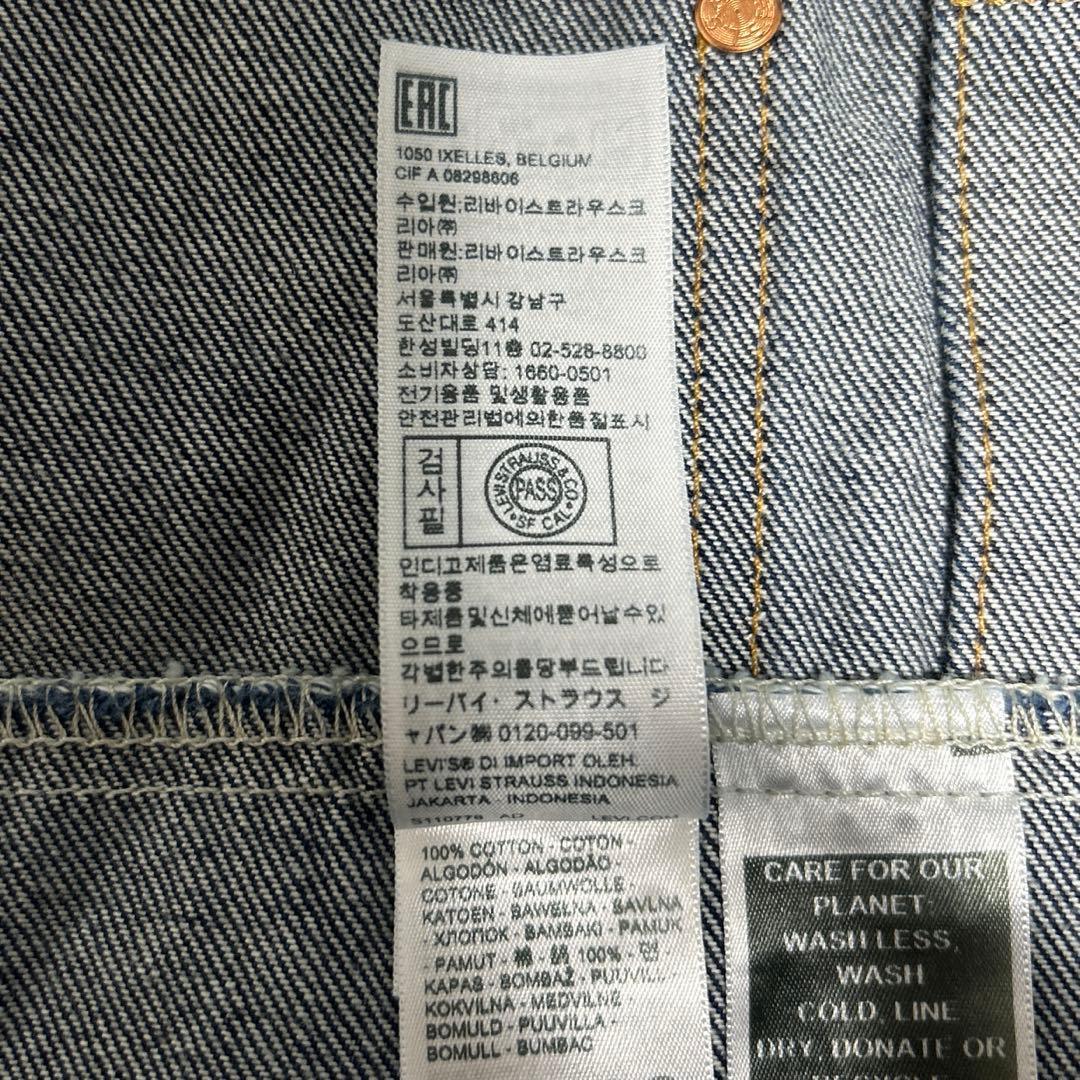 EAC
1050 IXELLES, BELGIUM
CIF A 08298606
수입원:리바이스트라우스코
리아㈜
판매원:리바이스트라우스코
리아㈜
서울특별시 강남구
도산대로 414
한성빌딩11층 02-528-8800
소비자상담: 1660-0501
전기용품 및생활용품
안전관리법에의한품질표시
검
사
필
LEVI STRAUSS & CO
PASS
SF CAL
인디고제품은염료특성으로
착용중
타제품및신체에묻어날수있
으므로
각별한주의를당부드립니다
リーバイ・ストラウス ジ
ャパン㈱ 0120-099-501
LEVI'S® DI IMPORT OLEH:
PT LEVI STRAUSS INDONESIA
JAKARTA - INDONESIA
LEVI.COM
100% COTTON - COTON -
ALGODÓN - ALGODÃO -
COTONE - BAUMWOLLE -
KATOEN - BAWEŁNA - BAVLNA
- ХЛОПОК - BAMBAKI - PAMUK
- PAMUT - 棉 - 綿 100% - 면 -
KAPAS - BOMBAŽ - PUUVILL -
KOKVILNA - MEDVILNĖ -
BOMULD - PUUVILLA -
BOMULL - BUMBAC
CARE FOR OUR
PLANET:
WASH LESS,
WASH
COLD, LINE
DRY, DONATE OR
RECYCLE